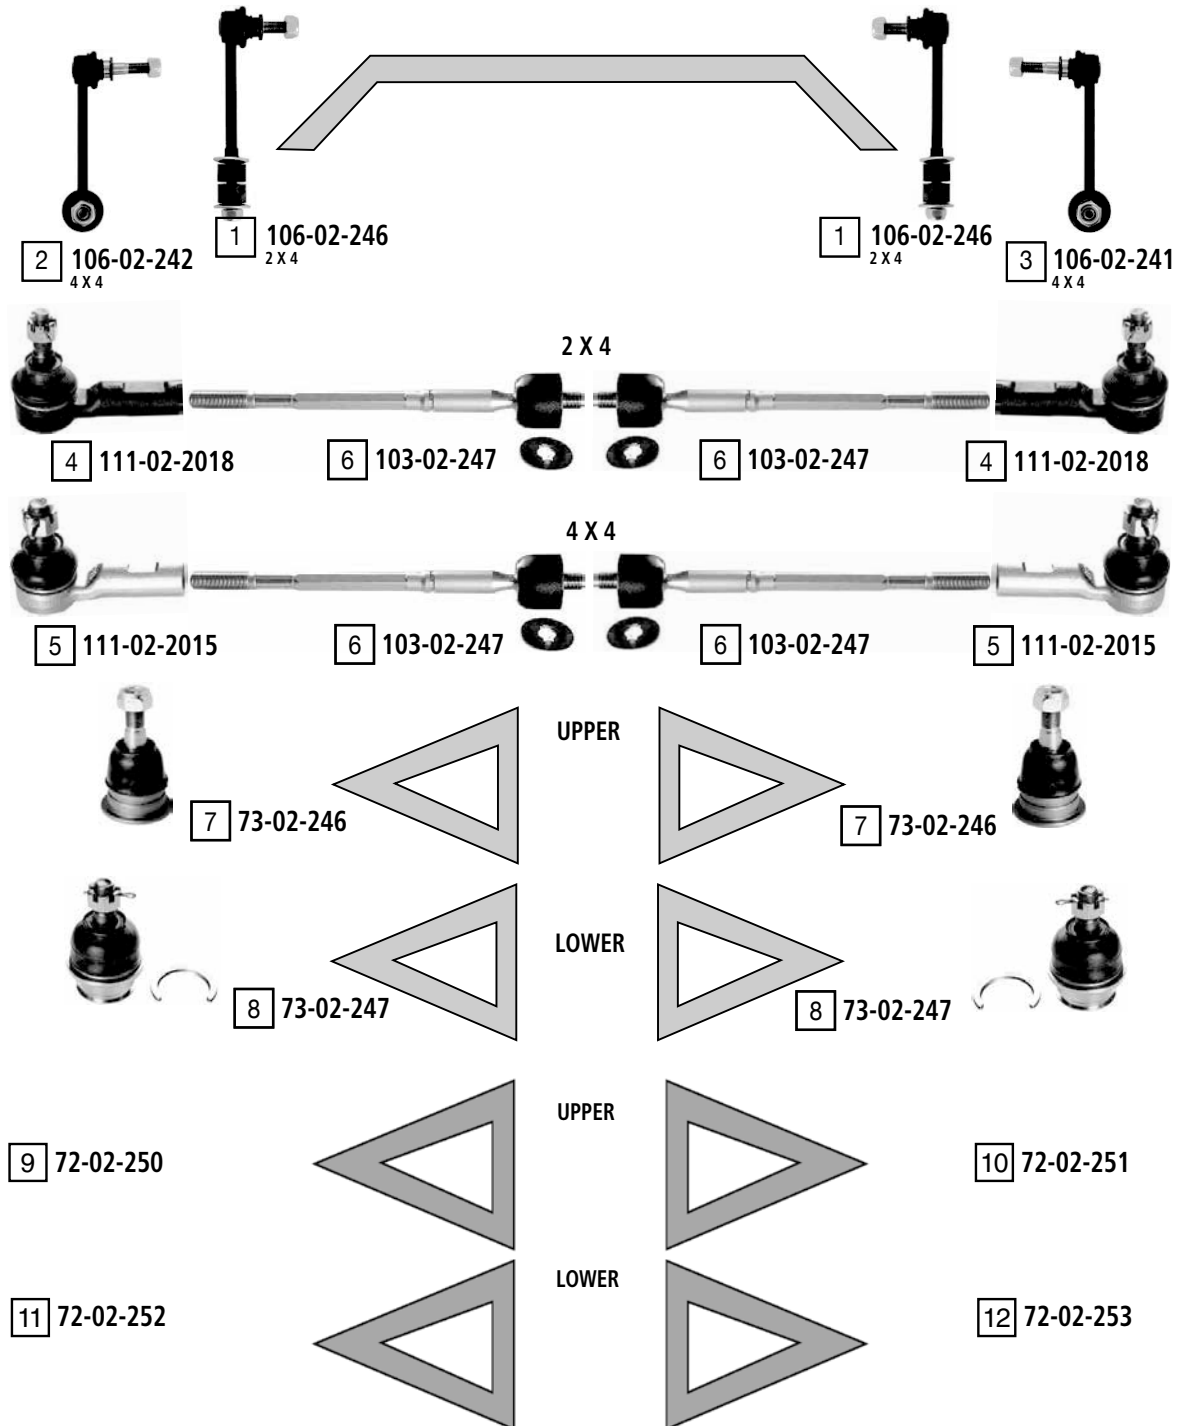 1 106-02-246
2 X 4
1 106-02-246
2 X 4
2 106-02-242
4 X 4
3 106-02-241
4 X 4
2 X 4
4 111-02-2018
6 103-02-247
6 103-02-247
4 111-02-2018
4 X 4
5 111-02-2015
6 103-02-247
6 103-02-247
5 111-02-2015
UPPER
7 73-02-246
7 73-02-246
LOWER
8 73-02-247
8 73-02-247
UPPER
9 72-02-250
10 72-02-251
LOWER
11 72-02-252
12 72-02-253